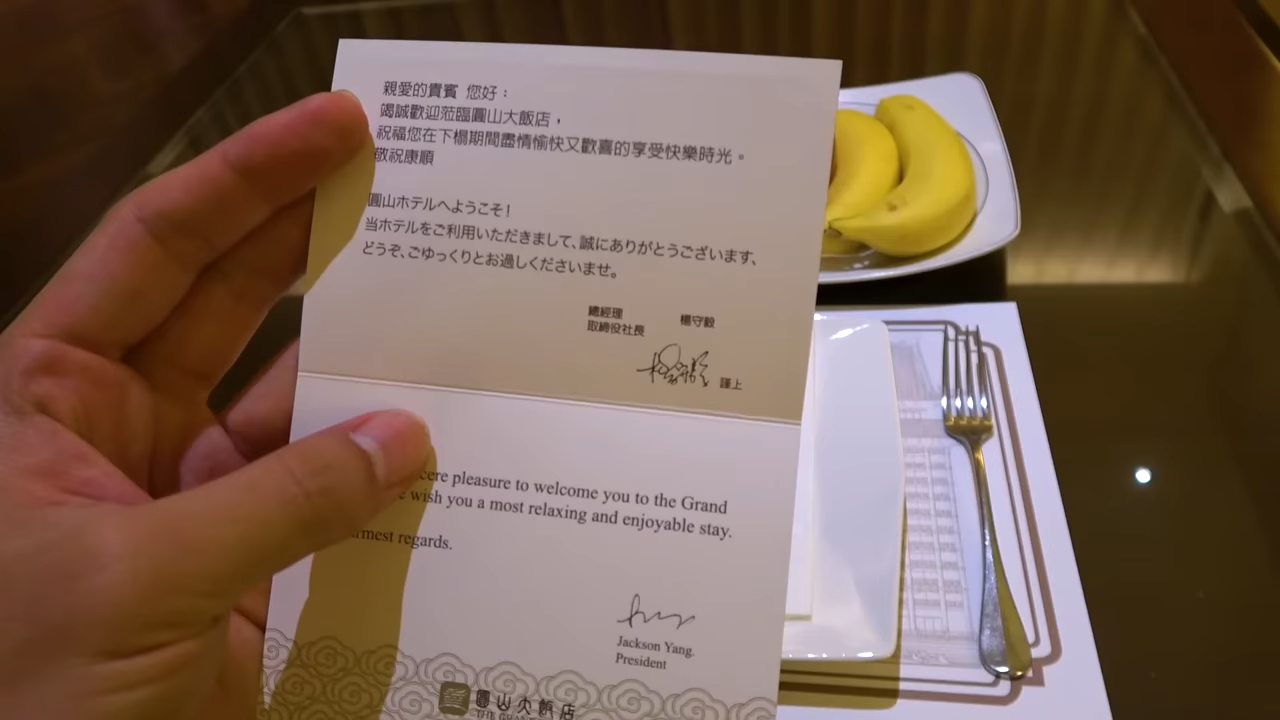 親愛的貴賓 您好：
竭誠歡迎蒞臨圓山大飯店，
祝福您在下榻期間盡情愉快又歡喜的享受快樂時光。
敬祝康順
圓山ホテルへようこそ！
当ホテルをご利用いただきまして、誠にありがとうございます、
どうぞ、ごゆっくりとお過しくださいませ。
總經理 楊守毅
取締役社長
謹上
pleasure to welcome you to the Grand
wish you a most relaxing and enjoyable stay.
regards.
Jackson Yang.
President
圓山大飯店